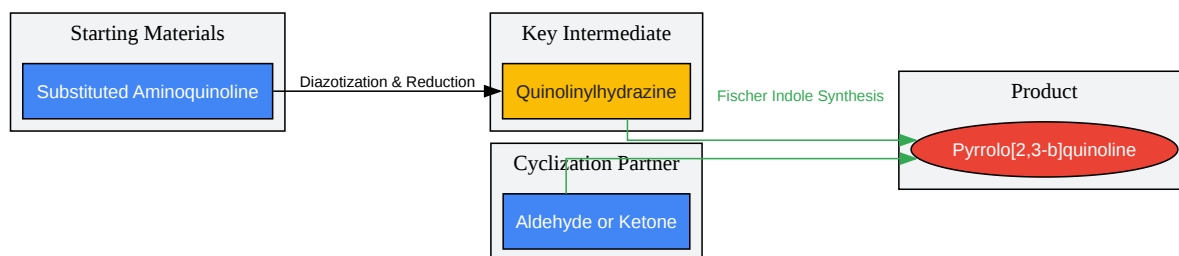 Starting Materials
Substituted Aminoquinoline
Diazotization & Reduction
Key Intermediate
Quinolinylhydrazine
Fischer Indole Synthesis
Cyclization Partner
Aldehyde or Ketone
Product
Pyrrolo[2,3-b]quinoline